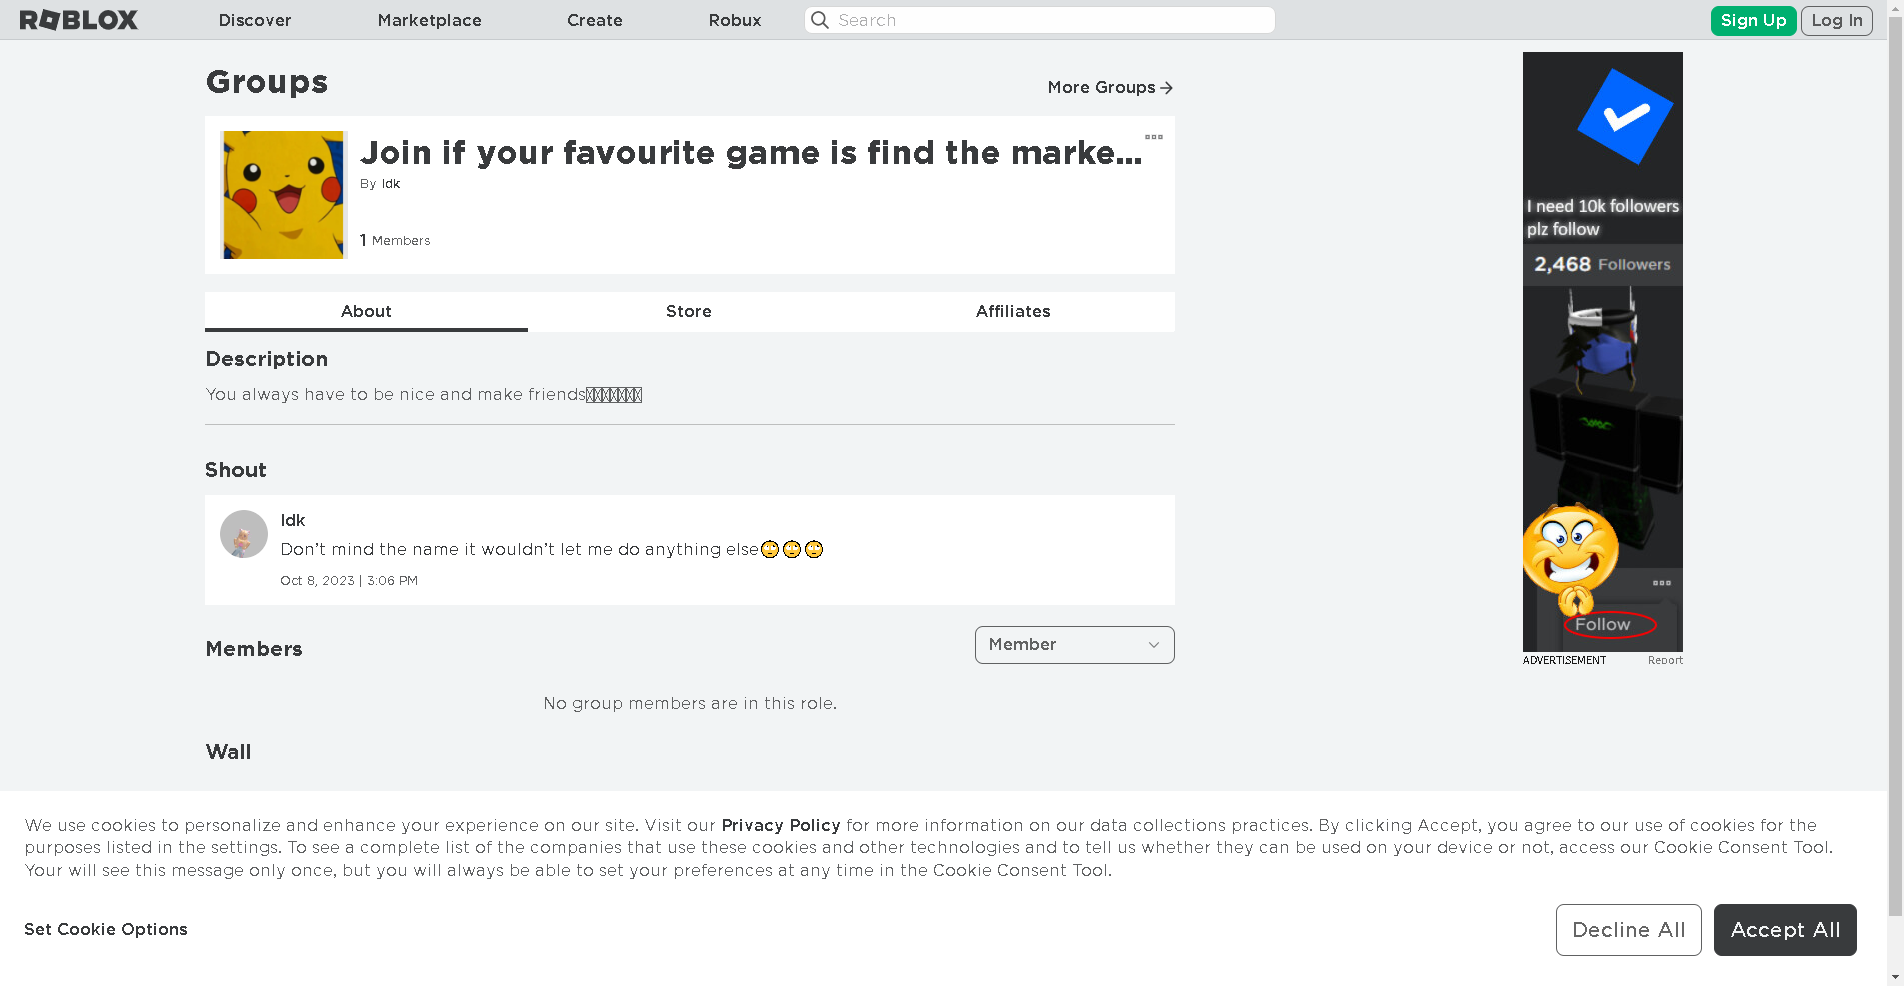 ROBLOX Discover Marketplace Create Robux Search Sign Up Log In
Groups
More Groups
Join if your favourite game is find the marke...
By Idk
1 Members
About Store Affiliates
Description
You always have to be nice and make friends
Shout
Idk
Don't mind the name it wouldn't let me do anything else🙄🙄🙄
Oct 8, 2023 | 3:06 PM
Members
Member
No group members are in this role.
Wall
I need 10k followers
plz follow
2,468 Followers
Follow
ADVERTISEMENT Report
We use cookies to personalize and enhance your experience on our site. Visit our Privacy Policy for more information on our data collections practices. By clicking Accept, you agree to our use of cookies for the
purposes listed in the settings. To see a complete list of the companies that use these cookies and other technologies and to tell us whether they can be used on your device or not, access our Cookie Consent Tool.
Your will see this message only once, but you will always be able to set your preferences at any time in the Cookie Consent Tool.
Set Cookie Options
Decline All
Accept All